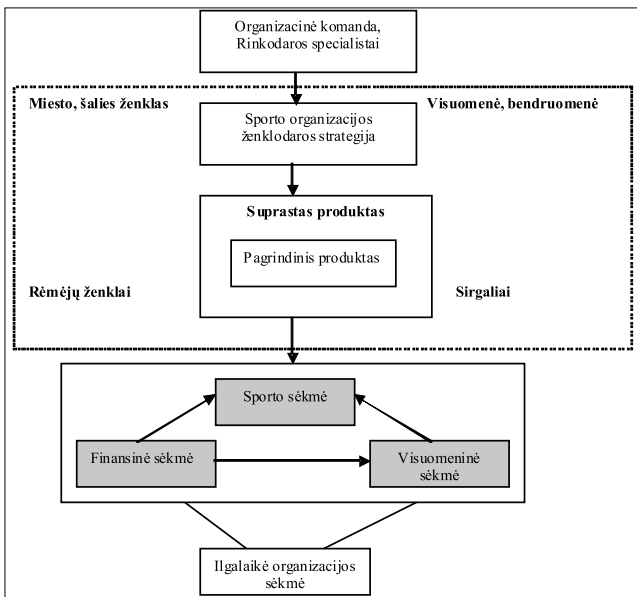 Organizacinė komanda,
Rinkodaros specialistai
Miesto, šalies ženklas
Visuomenė, bendruomenė
Sporto organizacijos
ženklodaros strategija
Suprastas produktas
Pagrindinis produktas
Rėmėjų ženklai
Sirgaliai
Sporto sėkmė
Finansinė sėkmė
Visuomeninė
sėkmė
Ilgalaikė organizacijos
sėkmė